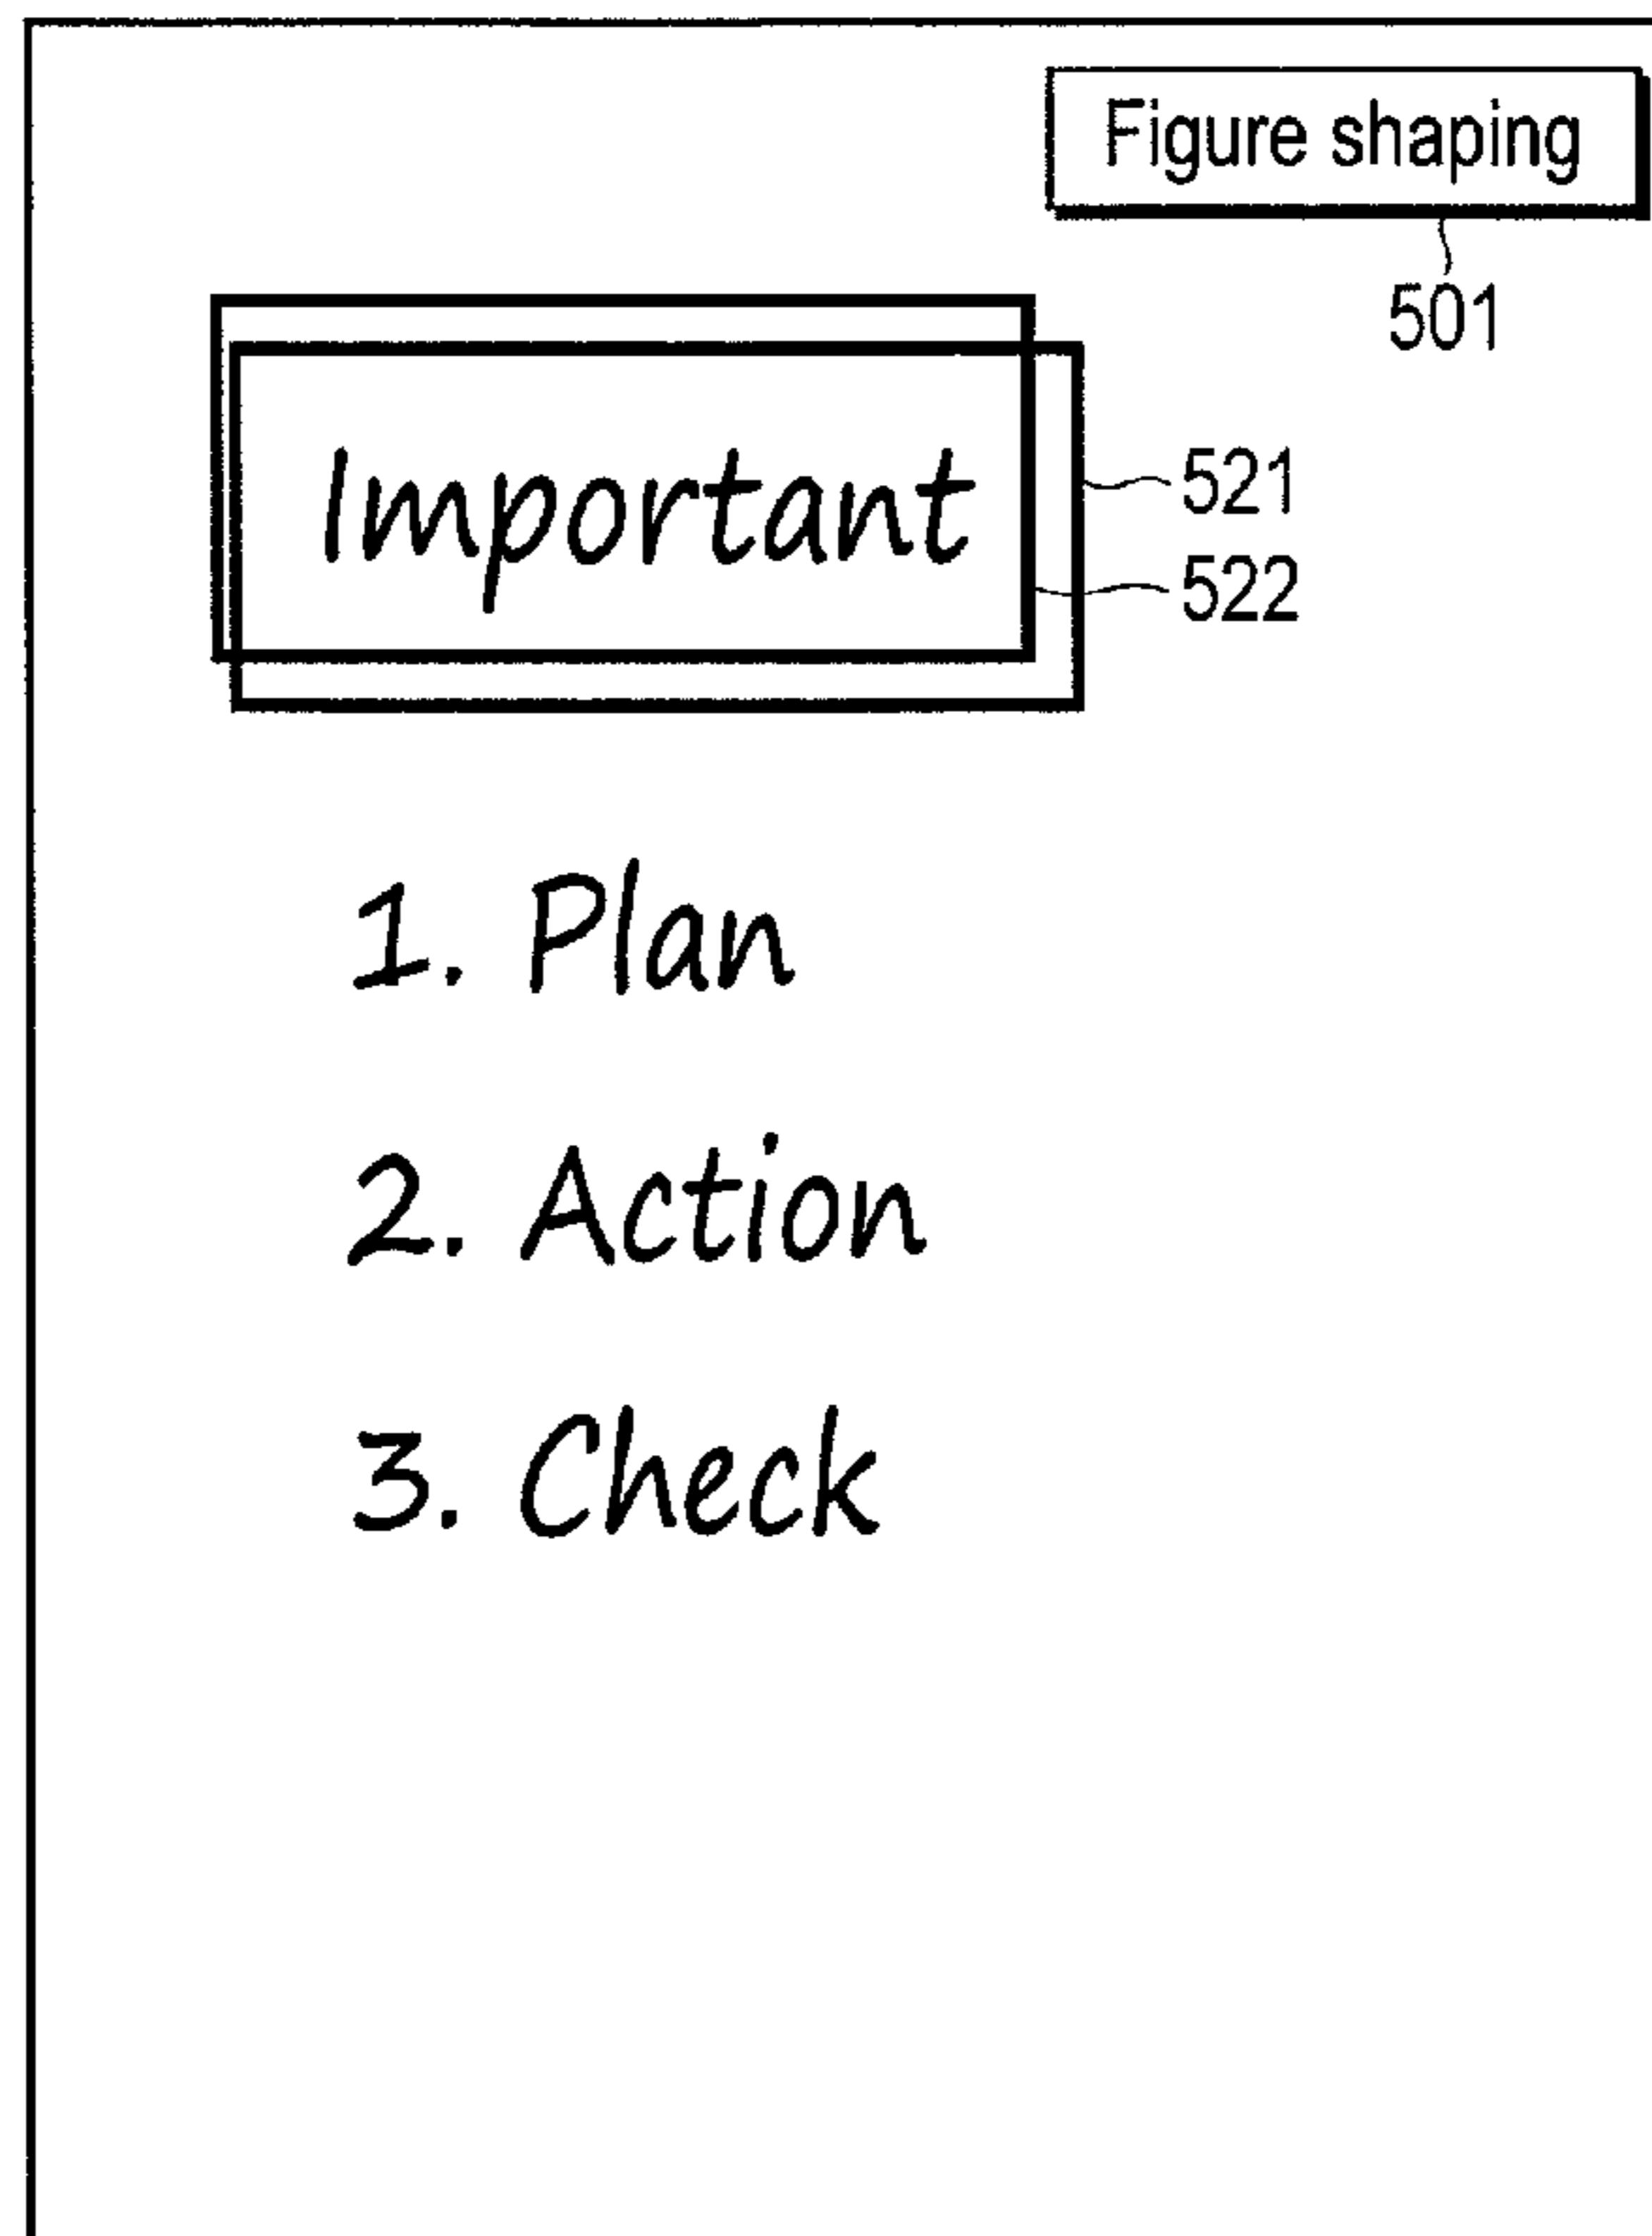 Figure shaping
501
Important
521
522
1. Plan
2. Action
3. Check